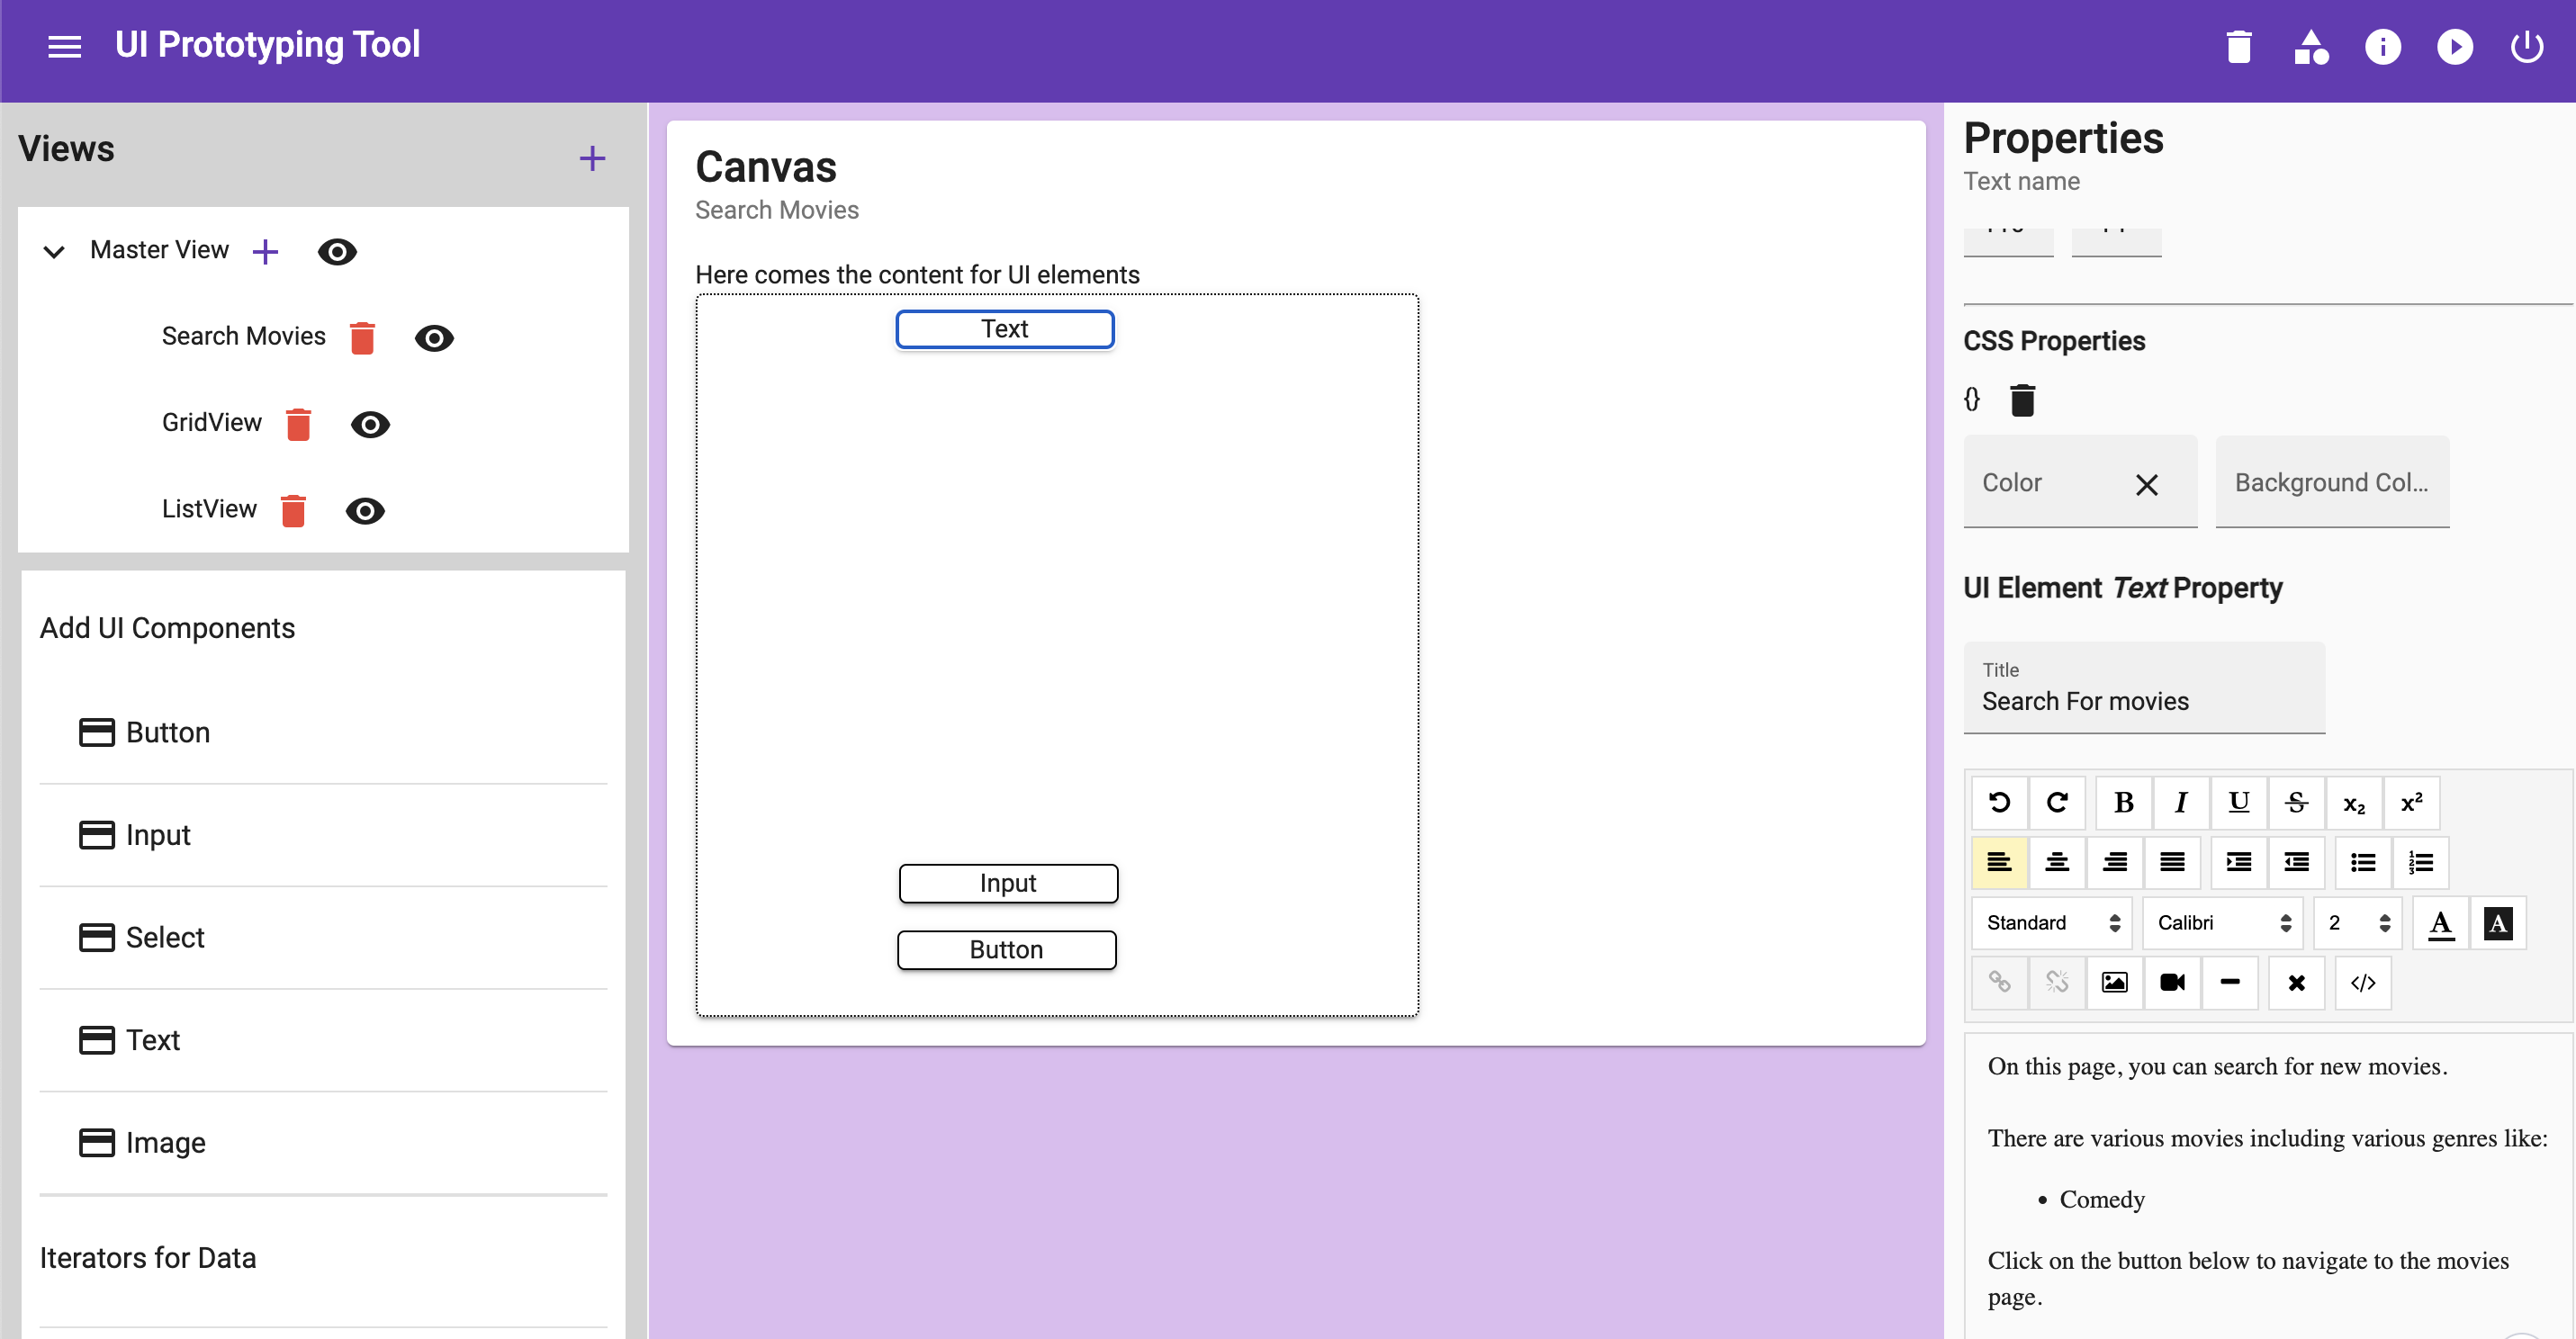 UI Prototyping Tool
Views
Master View
Search Movies
GridView
ListView
Add UI Components
Button
Input
Select
Text
Image
Iterators for Data
Canvas
Search Movies
Here comes the content for UI elements
Text
Input
Button
Properties
Text name
CSS Properties
{}
Color
Background Col...
UI Element Text Property
Title
Search For movies
B I U S x₂ x²
Standard Calibri 2 A A
</>
On this page, you can search for new movies.
There are various movies including various genres like:
• Comedy
Click on the button below to navigate to the movies
page.